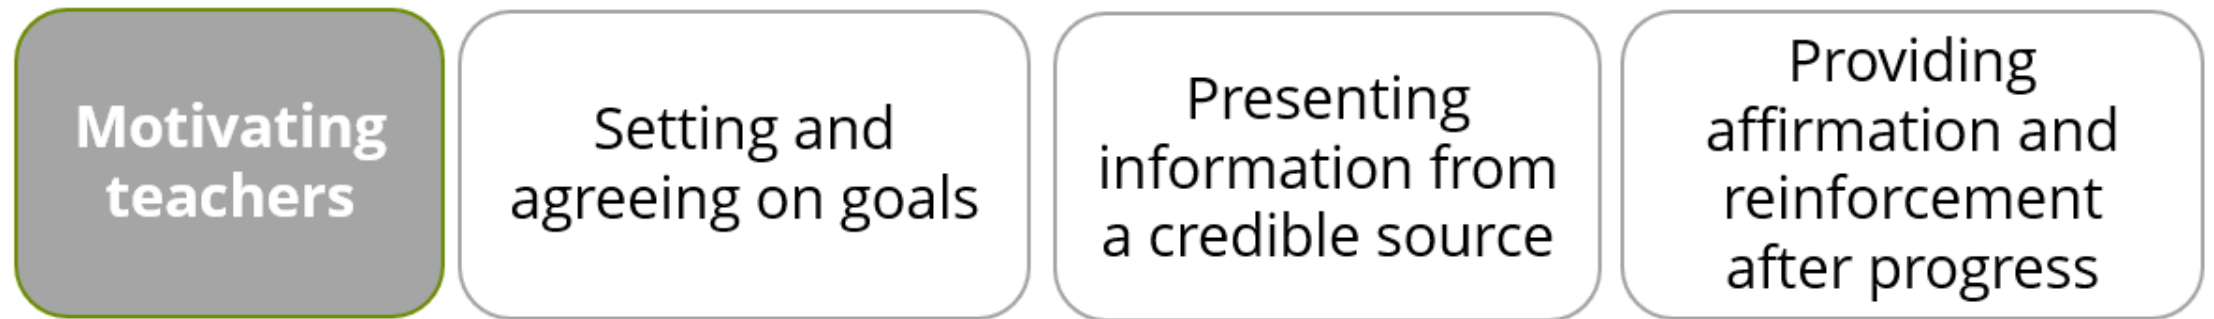 Motivating
teachers
Setting and
agreeing on goals
Presenting
information from
a credible source
Providing
affirmation and
reinforcement
after progress